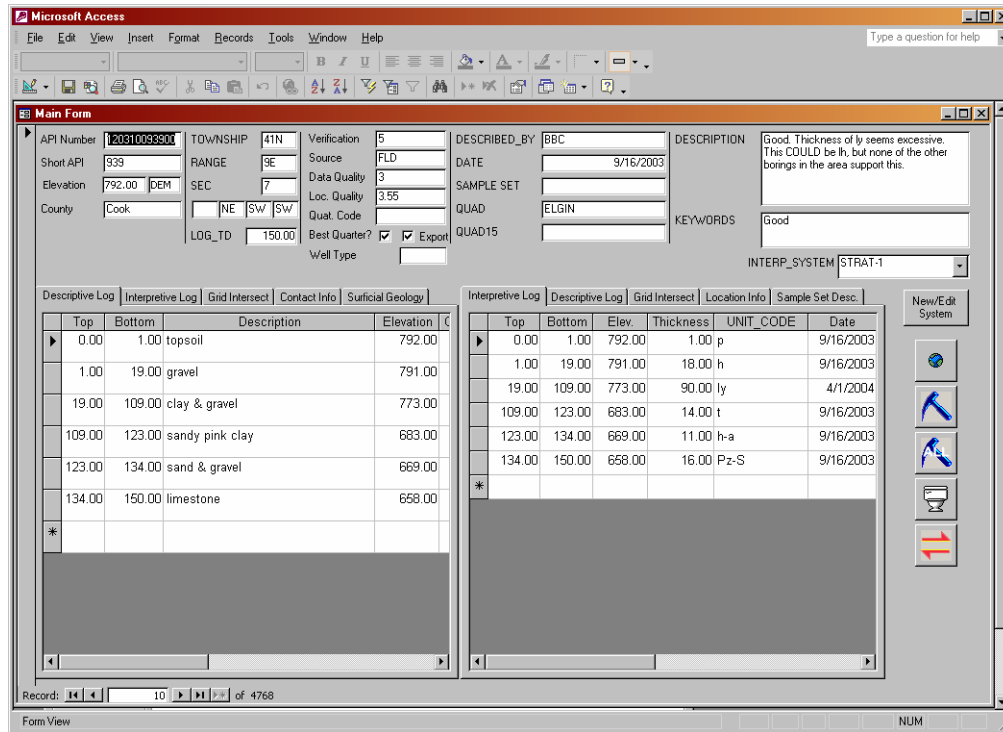 Microsoft Access
File Edit View Insert Format Records Tools Window Help
Type a question for help
B I U
Main Form
API Number 120310093900 TOWNSHIP 41N Verification 5 DESCRIBED_BY BBC DESCRIPTION Good. Thickness of ly seems excessive.
This COULD be lh, but none of the other
borings in the area support this.
Short API 939 RANGE 9E Source FLD DATE 9/16/2003
Elevation 792.00 DEM SEC 7 Data Quality 3 SAMPLE SET
Loc. Quality 3.55
County Cook NE SW SW Quat. Code QUAD ELGIN KEYWORDS Good
LOG_TD 150.00 Best Quarter? Export QUAD15
Well Type
INTERP_SYSTEM STRAT-1
Descriptive Log Interpretive Log Grid Intersect Contact Info Surficial Geology
Top Bottom Description Elevation C
0.00 1.00 topsoil 792.00
1.00 19.00 gravel 791.00
19.00 109.00 clay & gravel 773.00
109.00 123.00 sandy pink clay 683.00
123.00 134.00 sand & gravel 669.00
134.00 150.00 limestone 658.00
*
Interpretive Log Descriptive Log Grid Intersect Location Info Sample Set Desc.
Top Bottom Elev. Thickness UNIT_CODE Date
0.00 1.00 792.00 1.00 p 9/16/2003
1.00 19.00 791.00 18.00 h 9/16/2003
19.00 109.00 773.00 90.00 ly 4/1/2004
109.00 123.00 683.00 14.00 t 9/16/2003
123.00 134.00 669.00 11.00 h-a 9/16/2003
134.00 150.00 658.00 16.00 Pz-S 9/16/2003
*
New/Edit
System
ALL
Record: 10 of 4768
Form View NUM